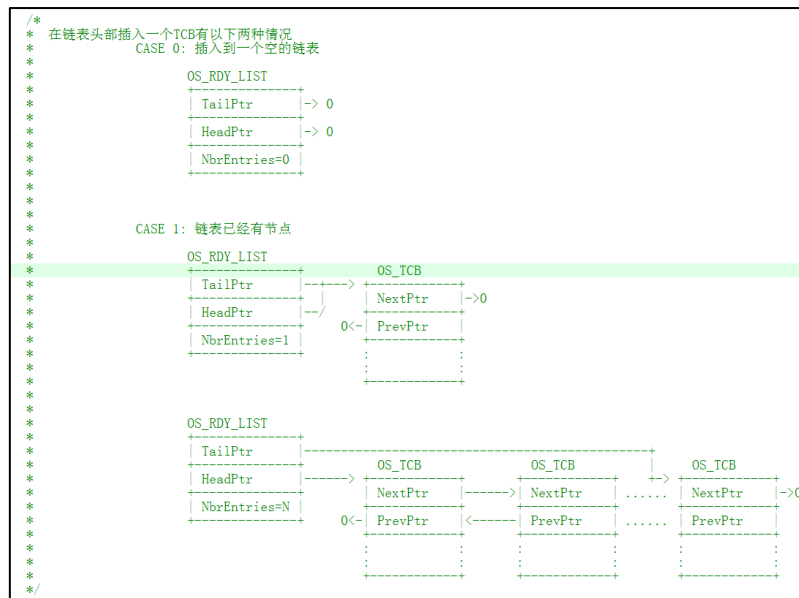 /*
*  在链表头部插入一个TCB有以下两种情况
*             CASE 0: 插入到一个空的链表
*
*                    OS_RDY_LIST
*                    +--------------+
*                    | TailPtr      |-> 0
*                    +--------------+
*                    | HeadPtr      |-> 0
*                    +--------------+
*                    | NbrEntries=0 |
*                    +--------------+
*
*
*
*             CASE 1: 链表已经有节点
*
*                    OS_RDY_LIST
*                    +--------------+         OS_TCB
*                    | TailPtr      |--+---> +------------+
*                    +--------------+  |     | NextPtr    |->0
*                    | HeadPtr      |--/     +------------+
*                    +--------------+     0<-| PrevPtr    |
*                    | NbrEntries=1 |        +------------+
*                    +--------------+        :            :
*                                            :            :
*                                            +------------+
*
*
*                    OS_RDY_LIST
*                    +--------------+
*                    | TailPtr      |--------------------------------------------+
*                    +--------------+         OS_TCB              OS_TCB         |    OS_TCB
*                    | HeadPtr      |------> +------------+      +------------+  +-> +------------+
*                    +--------------+        | NextPtr    |------>| NextPtr    | ...... | NextPtr    |->0
*                    | NbrEntries=N |        +------------+      +------------+      +------------+
*                    +--------------+     0<-| PrevPtr    |<------| PrevPtr    | ...... | PrevPtr    |
*                                            +------------+      +------------+      +------------+
*                                            :            :      :            :      :            :
*                                            :            :      :            :      :            :
*                                            +------------+      +------------+      +------------+
*/